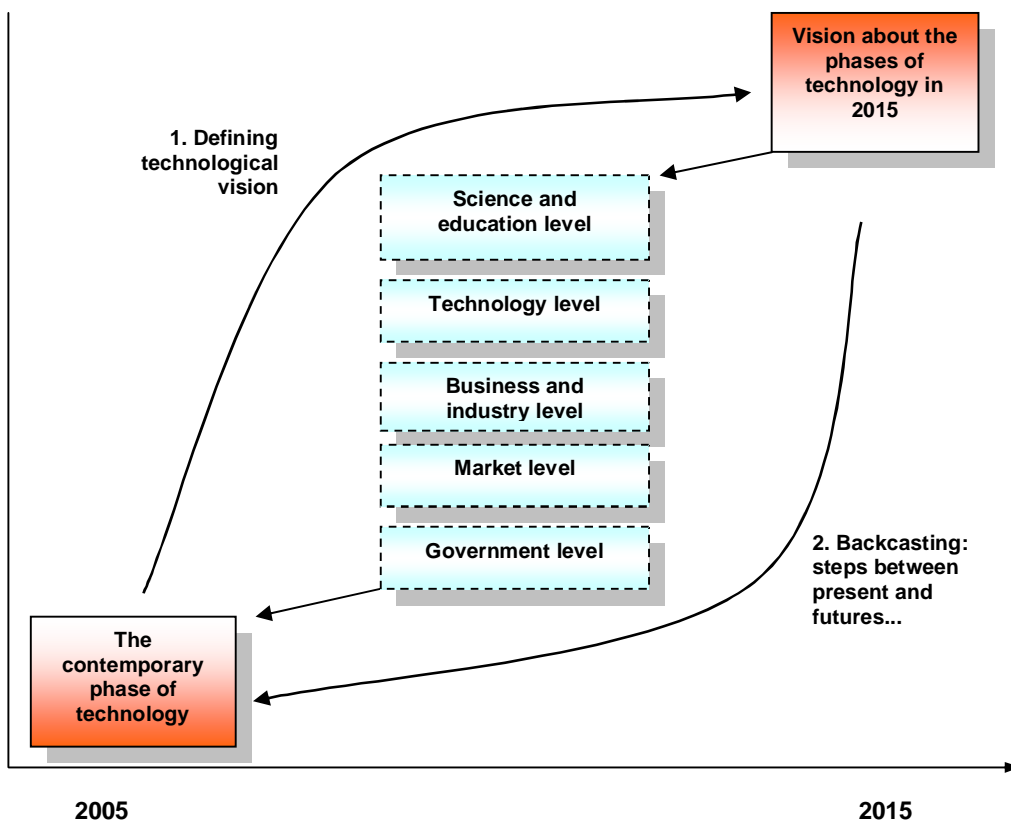 Vision about the
phases of
technology in
2015
1. Defining
technological
vision
Science and
education level
Technology level
Business and
industry level
Market level
Government level
2. Backcasting:
steps between
present and
futures...
The
contemporary
phase of
technology
2005
2015